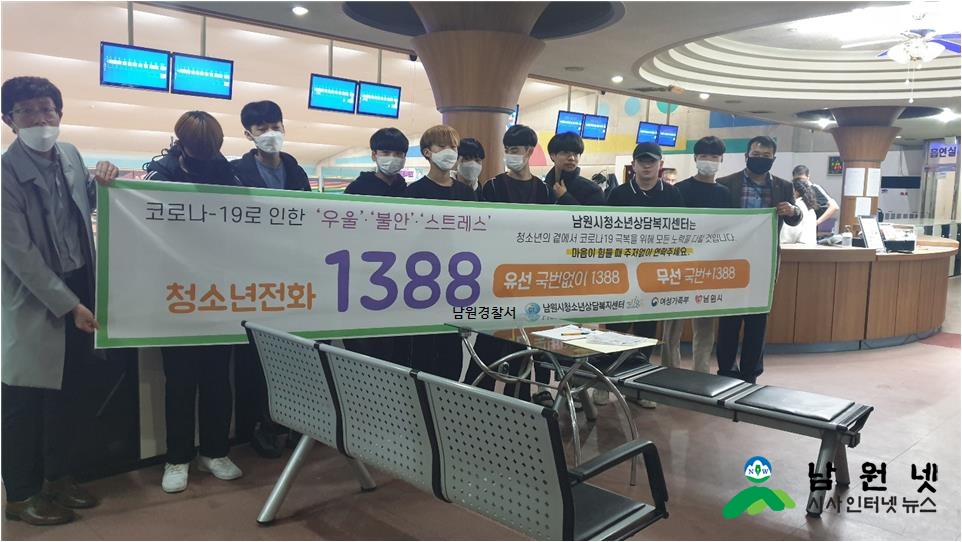 흡연실
코로나-19로 인한 '우울'·'불안'·'스트레스'
청소년전화 1388
남원시청소년상담복지센터는
청소년의 곁에서 코로나19 극복을 위해 모든 노력을 다할 것입니다.
마음이 힘들 때 주저없이 연락주세요.
유선 국번없이 1388
무선 국번+1388
남원경찰서
남원시청소년상담복지센터
여성가족부
남원시
N W
남원넷
시사인터넷뉴스